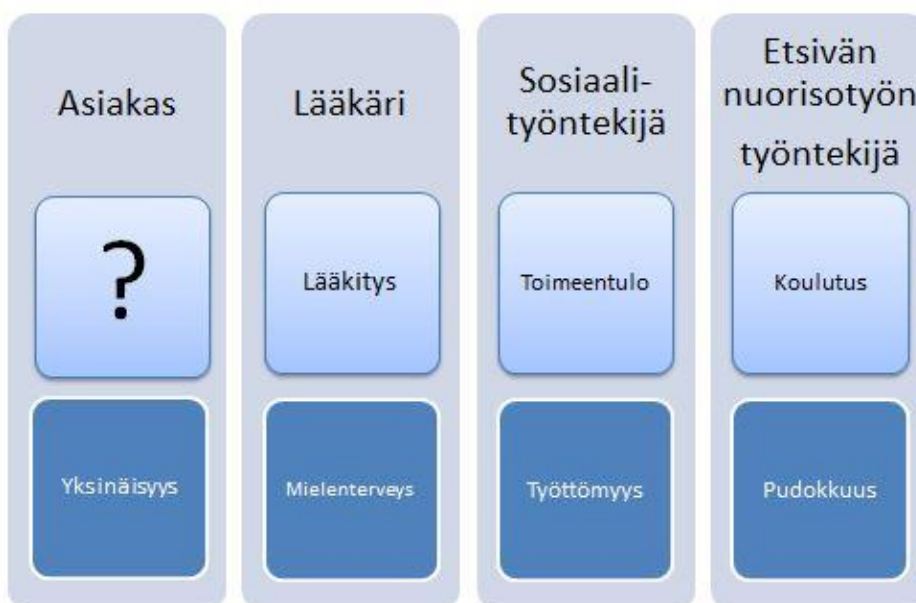 Asiakas
?
Yksinäisyys
Lääkäri
Lääkitys
Mielenterveys
Sosiaali-
työntekijä
Toimeentulo
Työttömyys
Etsivän
nuorisotyön
työntekijä
Koulutus
Pudokkuus